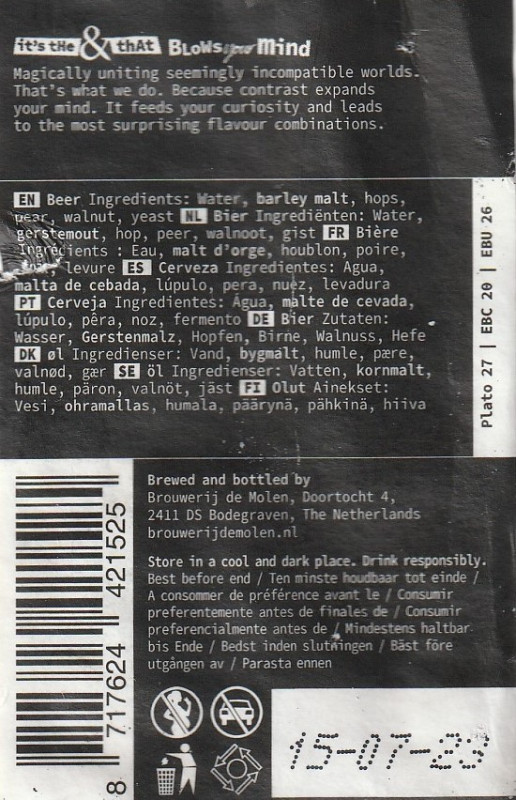 it's the & that Blows your mind
Magically uniting seemingly incompatible worlds.
That's what we do. Because contrast expands
your mind. It feeds your curiosity and leads
to the most surprising flavour combinations.
EN Beer Ingredients: Water, barley malt, hops,
pear, walnut, yeast NL Bier Ingrediënten: Water,
gerstemout, hop, peer, walnoot, gist FR Bière
Ingrédients : Eau, malt d'orge, houblon, poire,
levure ES Cerveza Ingredientes: Agua,
malta de cebada, lúpulo, pera, nuez, levadura
PT Cerveja Ingredientes: Água, malte de cevada,
lúpulo, pêra, noz, fermento DE Bier Zutaten:
Wasser, Gerstenmalz, Hopfen, Birne, Walnuss, Hefe
DK øl Ingredienser: Vand, bygmalt, humle, pære,
valnød, gær SE öl Ingredienser: Vatten, kornmalt,
humle, päron, valnöt, jäst FI Olut Ainekset:
Vesi, ohramallas, humala, päärynä, pähkinä, hiiva
Plato 27 | EBC 20 | EBU 26
Brewed and bottled by
Brouwerij de Molen, Doortocht 4,
2411 DS Bodegraven, The Netherlands
brouwerijdemolen.nl
Store in a cool and dark place. Drink responsibly.
Best before end / Ten minste houdbaar tot einde /
A consommer de préférence avant le / Consumir
preferentemente antes de finales de / Consumir
preferencialmente antes de / Mindestens haltbar
bis Ende / Bedst inden slutningen / Bäst före
utgången av / Parasta ennen
8 717624 421525
15-07-23